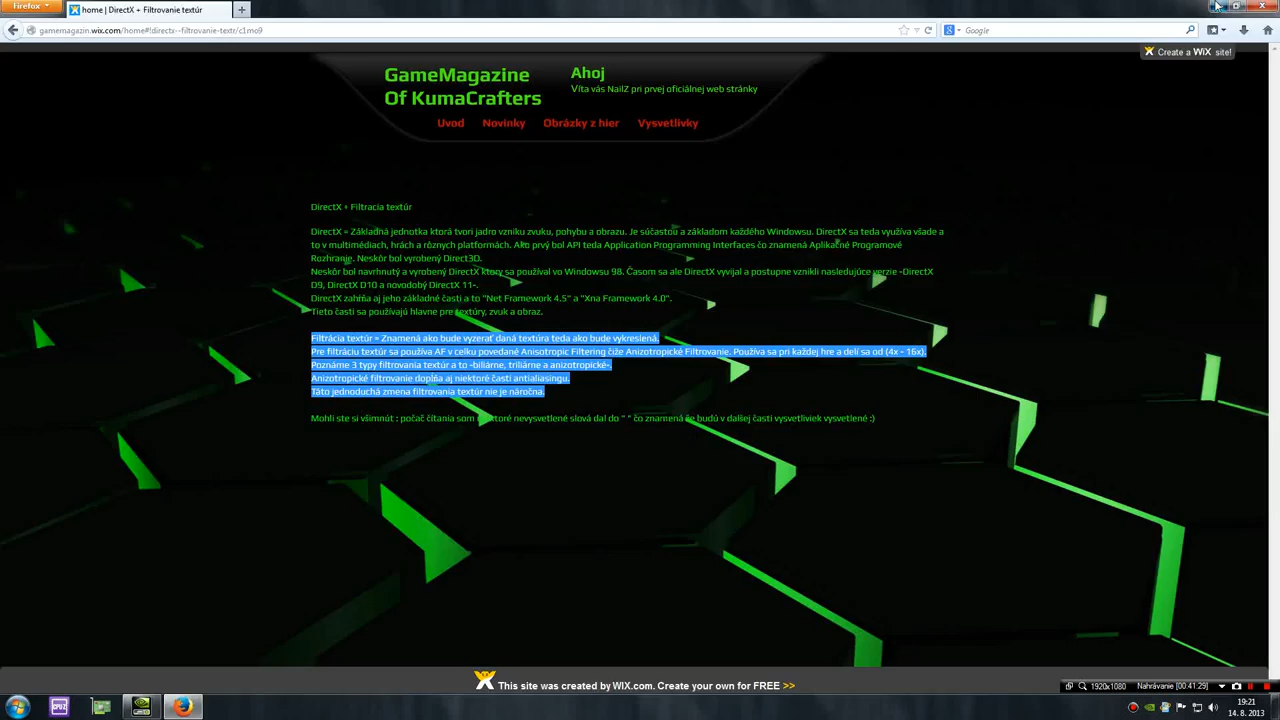 Firefox
home | DirectX + Filtrovanie textúr
gamemagazin.wix.com/home#!directx--filtrovanie-textr/c1mo9
Google
Create a WiX site!
GameMagazine
Of KumaCrafters
Ahoj
Víta vás NailZ pri prvej oficiálnej web stránky
Uvod Novinky Obrázky z hier Vysvetlivky
DirectX + Filtracia textúr
DirectX = Základná jednotka ktorá tvori jadro vzniku zvuku, pohybu a obrazu. Je súčastou a základom každého Windowsu. DirectX sa teda využíva všade a
to v multimédiach, hrách a rôznych platformách. Ako prvý bol API teda Application Programming Interfaces čo znamená Aplikačné Programové
Rozhranie. Neskôr bol vyrobený Direct3D.
Neskôr bol navrhnutý a vyrobený DirectX ktorý sa používal vo Windowsu 98. Časom sa ale DirectX vyvijal a postupne vznikli nasledujúce verzie -DirectX
D9, DirectX D10 a novodobý DirectX 11-.
DirectX zahŕňa aj jeho základné časti a to "Net Framework 4.5" a "Xna Framework 4.0".
Tieto časti sa používajú hlavne pre textúry, zvuk a obraz.
Filtrácia textúr = Znamená ako bude vyzerať daná textúra teda ako bude vykreslená.
Pre filtráciu textúr sa používa AF v celku povedané Anisotropic Filtering čiže Anizotropické Filtrovanie. Používa sa pri každej hre a delí sa od (4x - 16x).
Poznáme 3 typy filtrovania textúr a to -biliárne, triliárne a anizotropické-.
Anizotropické filtrovanie dopĺňa aj niektoré časti antialiasingu.
Táto jednoduchá zmena filtrovania textúr nie je náročna.
Mohli ste si všimnút : počač čítania som niektoré nevysvetlené slová dal do " " čo znamená že budú v dalšej časti vysvetliviek vysvetlené :)
This site was created by WIX.com. Create your own for FREE >>
1920x1080 Nahrávanie [00:41:29]
CPUZ
19:21
14. 8. 2013